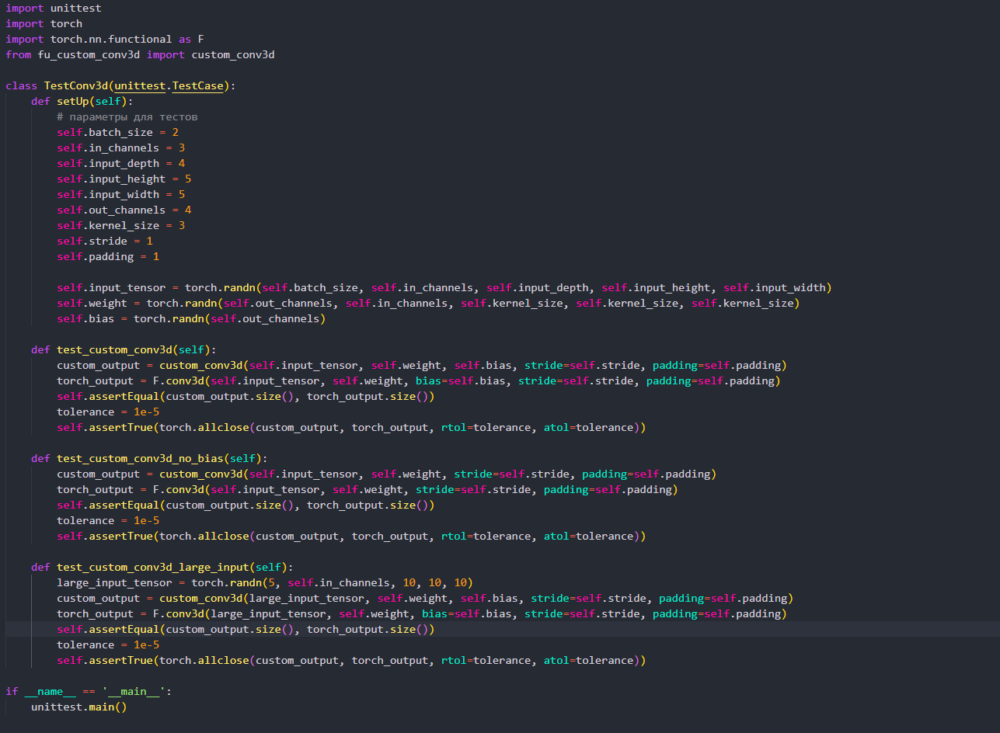 import unittest
import torch
import torch.nn.functional as F
from fu_custom_conv3d import custom_conv3d

class TestConv3d(unittest.TestCase):
    def setUp(self):
        # параметры для тестов
        self.batch_size = 2
        self.in_channels = 3
        self.input_depth = 4
        self.input_height = 5
        self.input_width = 5
        self.out_channels = 4
        self.kernel_size = 3
        self.stride = 1
        self.padding = 1

        self.input_tensor = torch.randn(self.batch_size, self.in_channels, self.input_depth, self.input_height, self.input_width)
        self.weight = torch.randn(self.out_channels, self.in_channels, self.kernel_size, self.kernel_size, self.kernel_size)
        self.bias = torch.randn(self.out_channels)

    def test_custom_conv3d(self):
        custom_output = custom_conv3d(self.input_tensor, self.weight, self.bias, stride=self.stride, padding=self.padding)
        torch_output = F.conv3d(self.input_tensor, self.weight, bias=self.bias, stride=self.stride, padding=self.padding)
        self.assertEqual(custom_output.size(), torch_output.size())
        tolerance = 1e-5
        self.assertTrue(torch.allclose(custom_output, torch_output, rtol=tolerance, atol=tolerance))

    def test_custom_conv3d_no_bias(self):
        custom_output = custom_conv3d(self.input_tensor, self.weight, stride=self.stride, padding=self.padding)
        torch_output = F.conv3d(self.input_tensor, self.weight, stride=self.stride, padding=self.padding)
        self.assertEqual(custom_output.size(), torch_output.size())
        tolerance = 1e-5
        self.assertTrue(torch.allclose(custom_output, torch_output, rtol=tolerance, atol=tolerance))

    def test_custom_conv3d_large_input(self):
        large_input_tensor = torch.randn(5, self.in_channels, 10, 10, 10)
        custom_output = custom_conv3d(large_input_tensor, self.weight, self.bias, stride=self.stride, padding=self.padding)
        torch_output = F.conv3d(large_input_tensor, self.weight, bias=self.bias, stride=self.stride, padding=self.padding)
        self.assertEqual(custom_output.size(), torch_output.size())
        tolerance = 1e-5
        self.assertTrue(torch.allclose(custom_output, torch_output, rtol=tolerance, atol=tolerance))

if __name__ == '__main__':
    unittest.main()